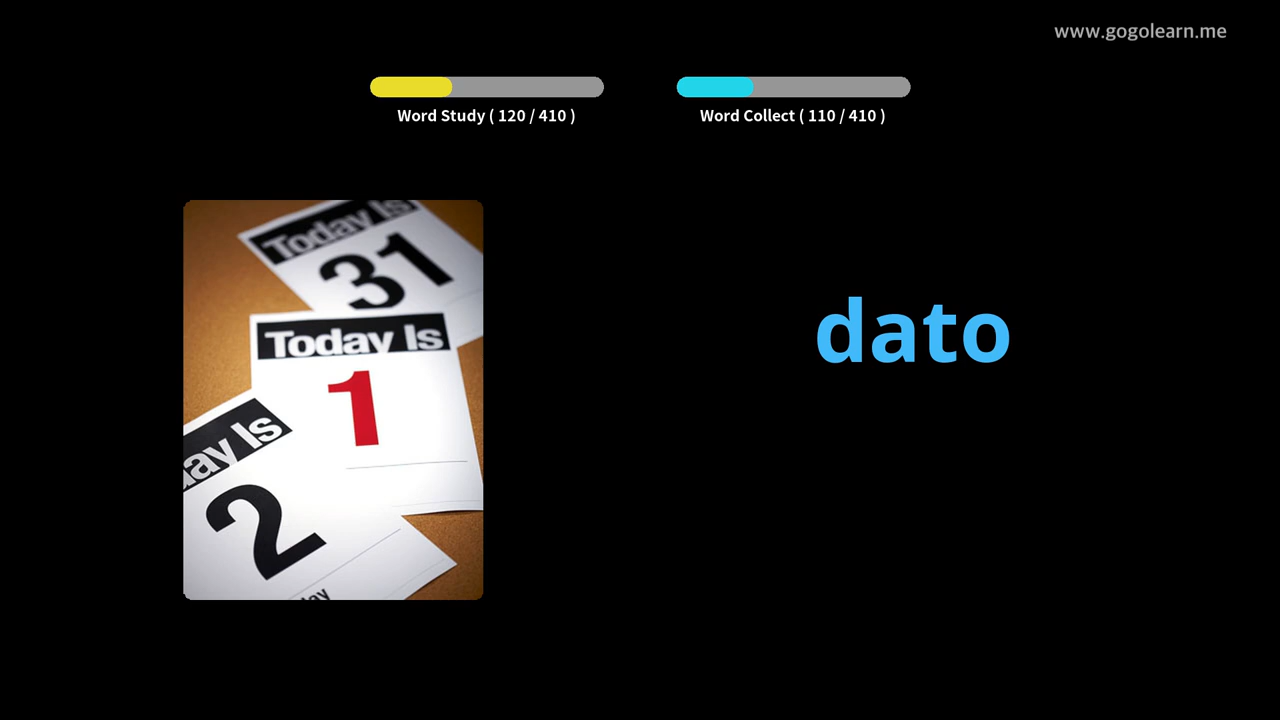 www.gogolearn.me
Word Study ( 120 / 410 )
Word Collect ( 110 / 410 )
Today Is
31
Today Is
1
day Is
2
dato